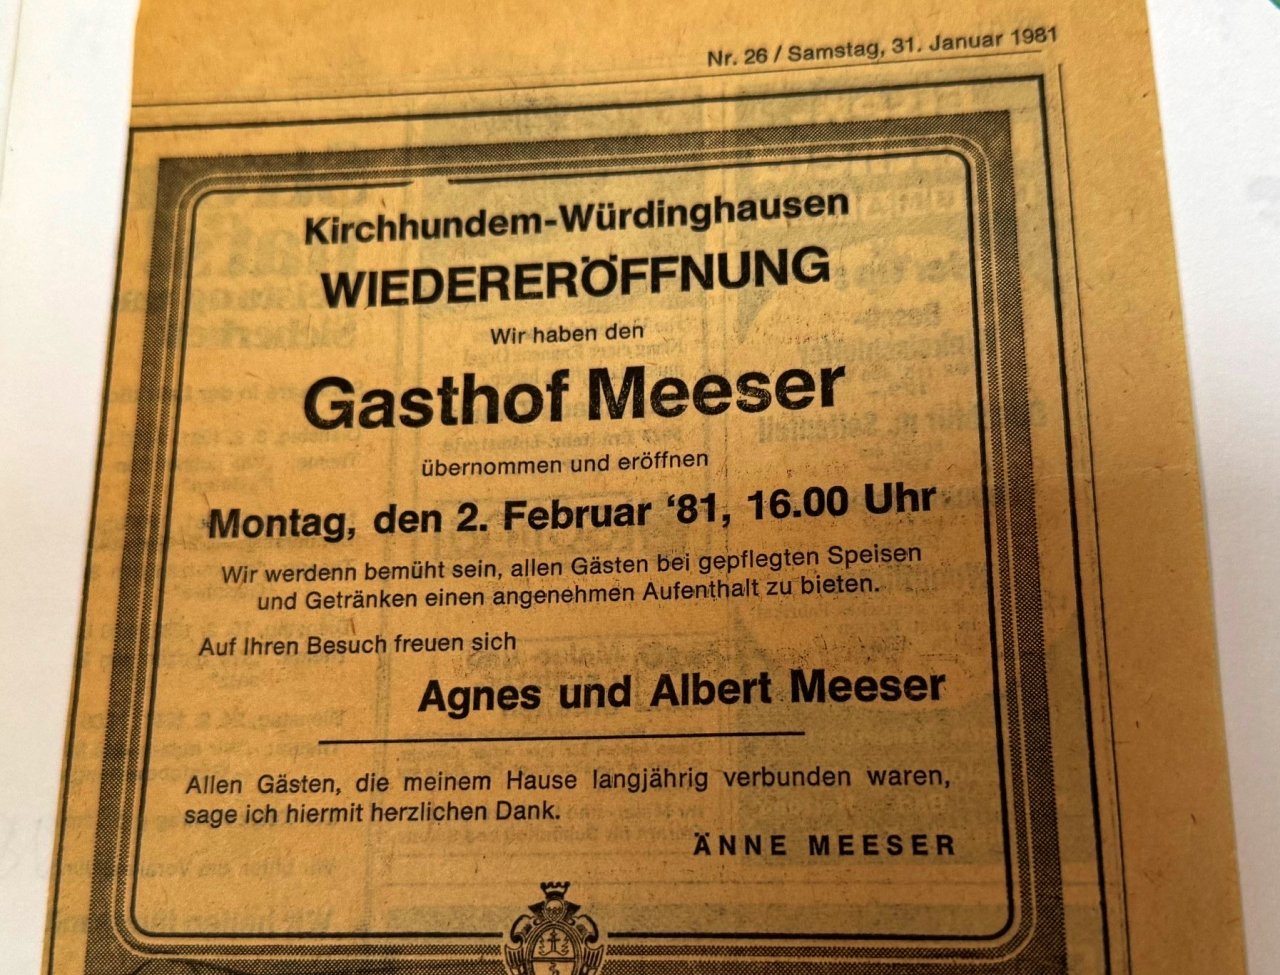 Nr. 26 / Samstag, 31. Januar 1981
Kirchhundem-Würdinghausen
WIEDERERÖFFNUNG
Wir haben den
Gasthof Meeser
übernommen und eröffnen
Montag, den 2. Februar ‘81, 16.00 Uhr
Wir werdenn bemüht sein, allen Gästen bei gepflegten Speisen
und Getränken einen angenehmen Aufenthalt zu bieten.
Auf Ihren Besuch freuen sich
Agnes und Albert Meeser
Allen Gästen, die meinem Hause langjährig verbunden waren,
sage ich hiermit herzlichen Dank.
ÄNNE MEESER